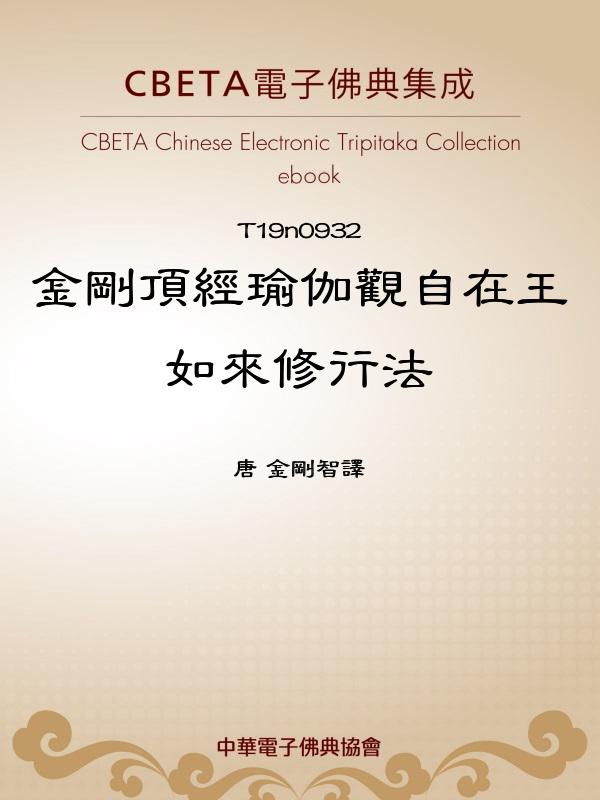 CBETA電子佛典集成
CBETA Chinese Electronic Tripitaka Collection
ebook
T19n0932
金剛頂經瑜伽觀自在王
如來修行法
唐 金剛智譯
中華電子佛典協會